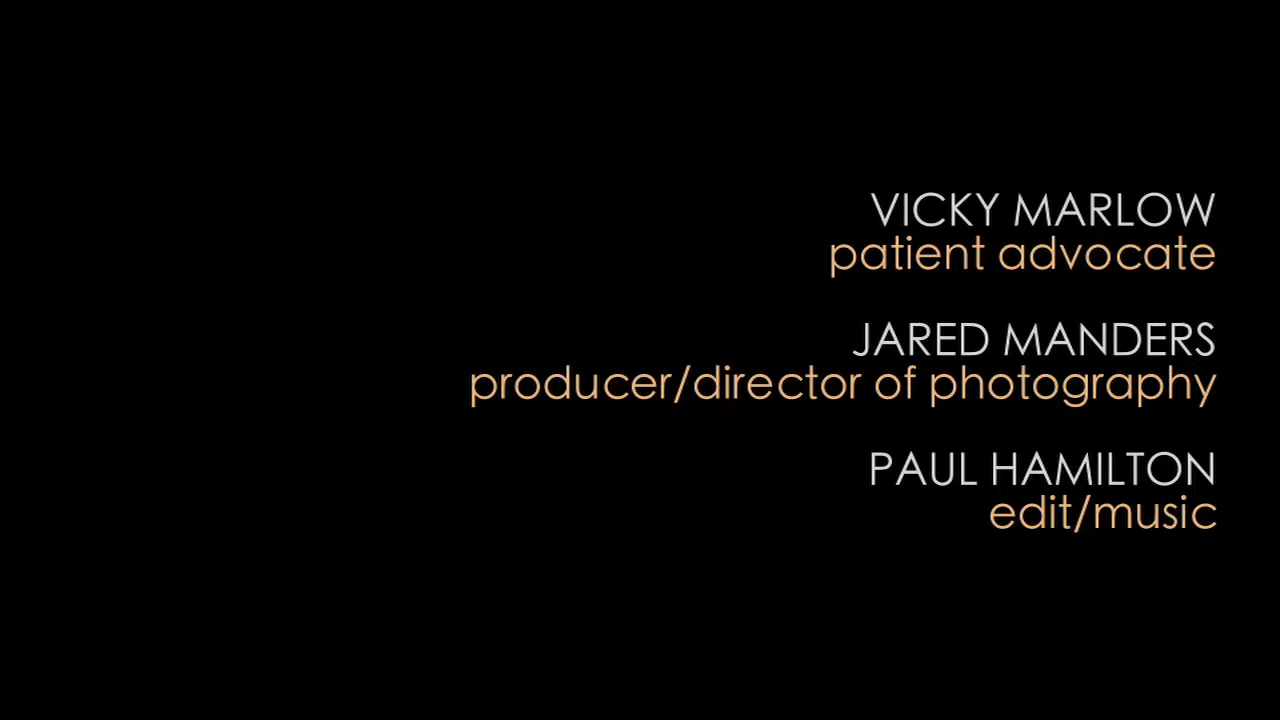 VICKY MARLOW
patient advocate
JARED MANDERS
producer/director of photography
PAUL HAMILTON
edit/music